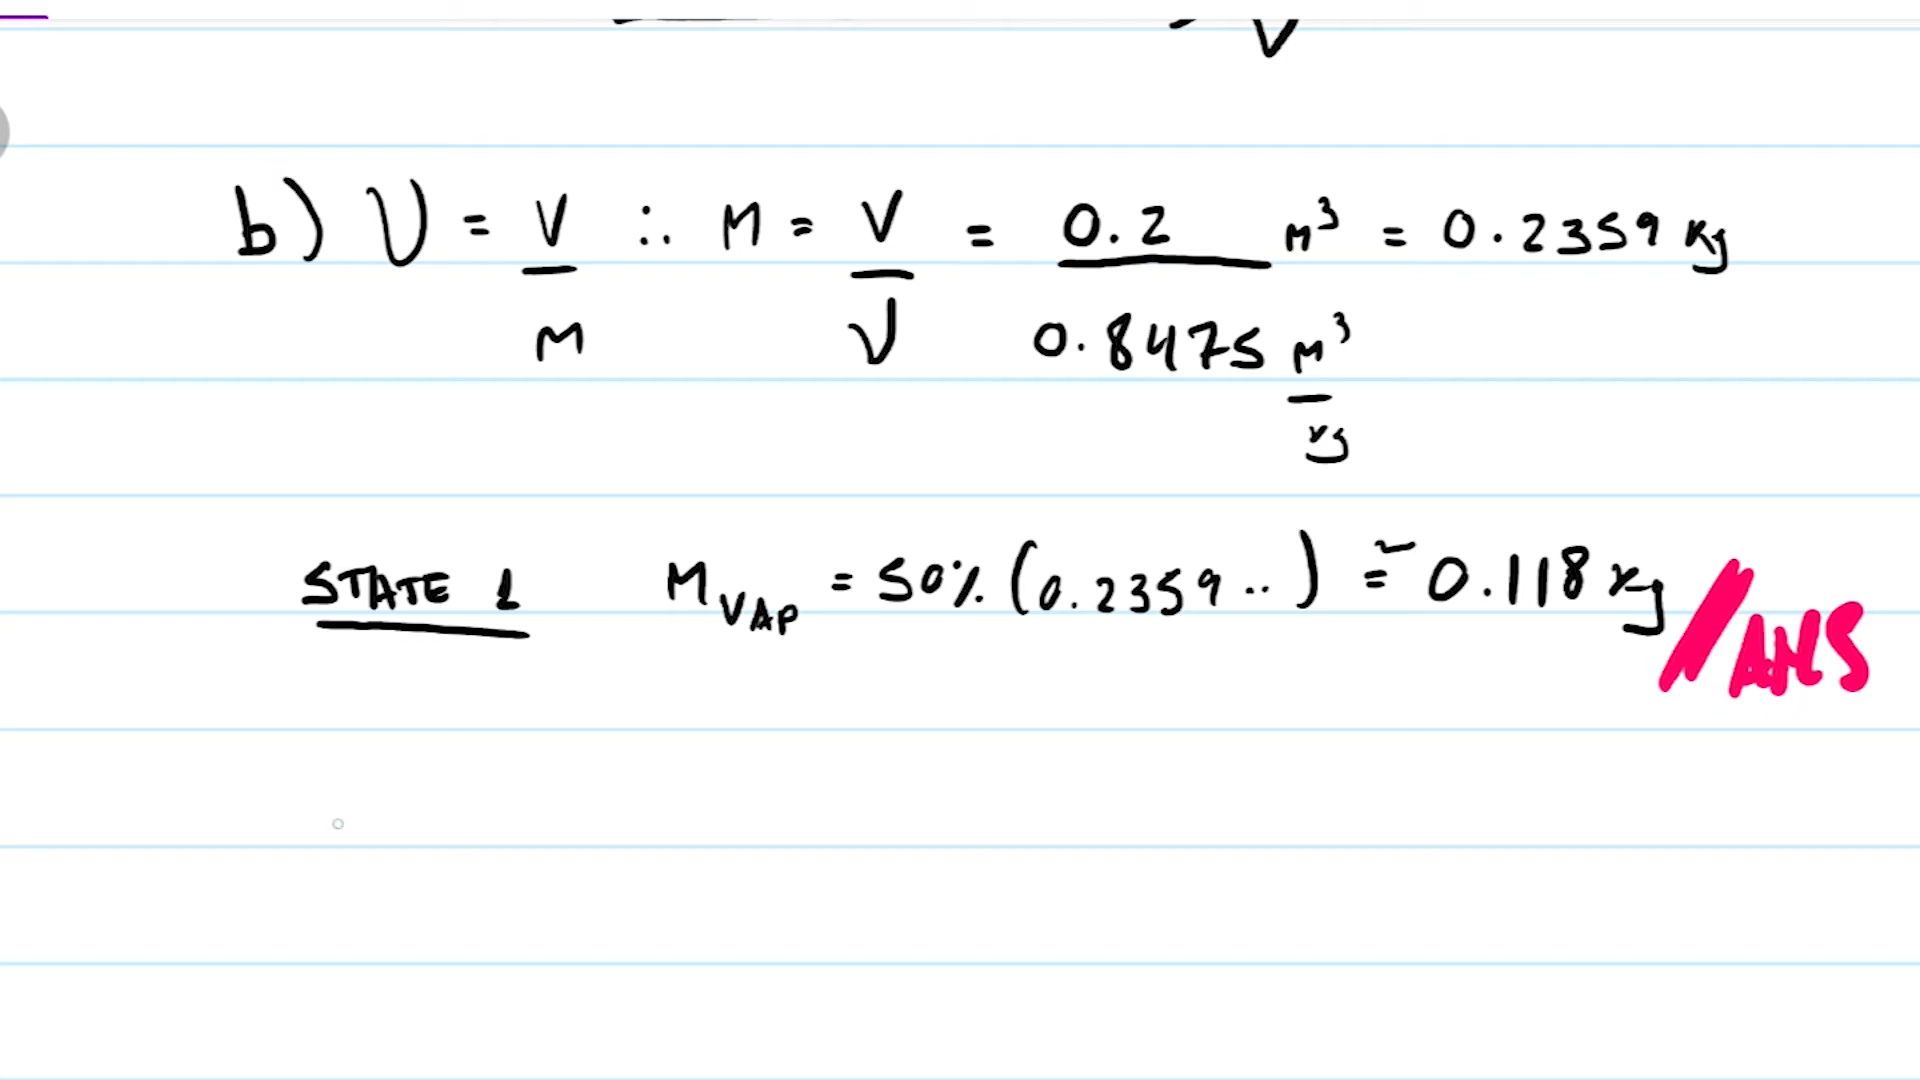 V
b) ν = V/M ∴ M = V/ν = 0.2 M³ / 0.8475 M³/kg = 0.2359 kg
STATE 1 M VAP = 50% (0.2359..) ≅ 0.118 kg // ANS